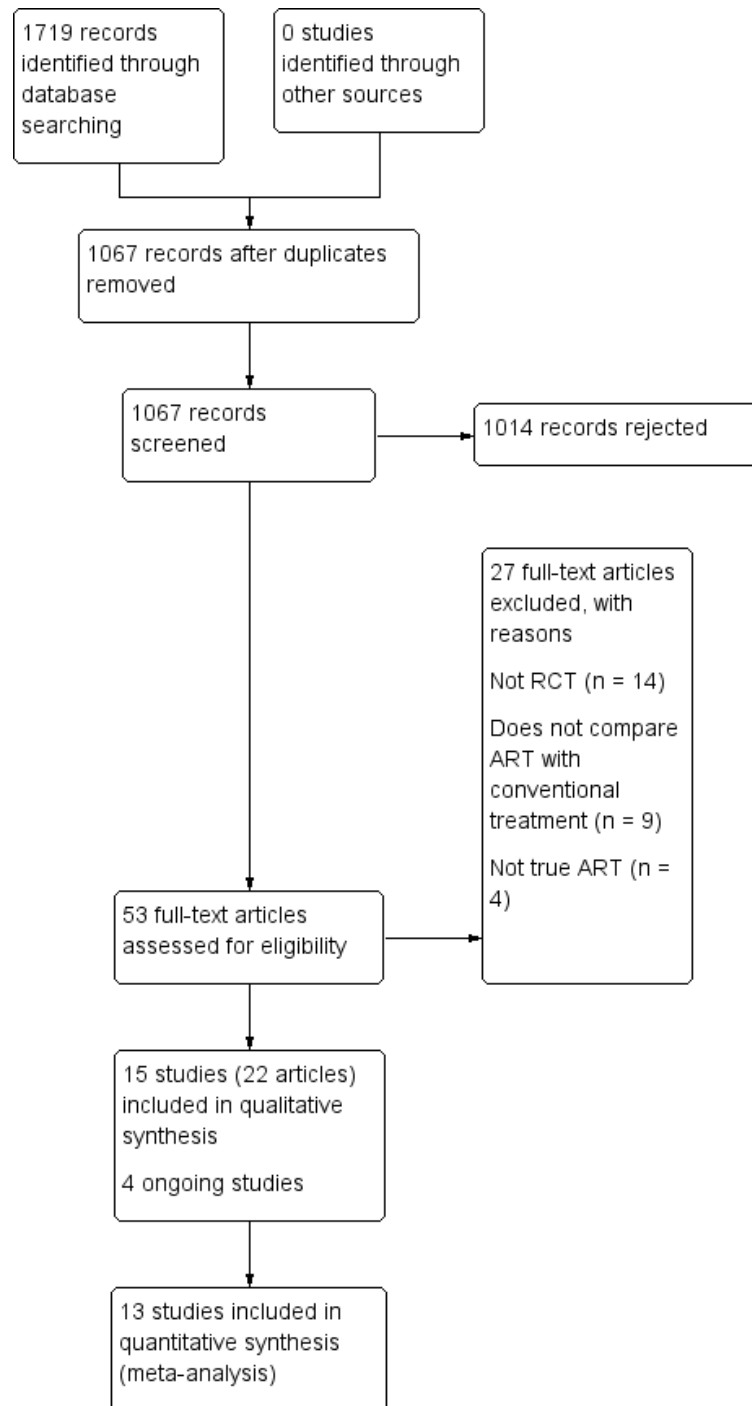 1719 records
identified through
database
searching
0 studies
identified through
other sources
1067 records after duplicates
removed
1067 records
screened
1014 records rejected
27 full-text articles
excluded, with
reasons
Not RCT (n = 14)
Does not compare
ART with
conventional
treatment (n = 9)
Not true ART (n =
4)
53 full-text articles
assessed for eligibility
15 studies (22 articles)
included in qualitative
synthesis
4 ongoing studies
13 studies included in
quantitative synthesis
(meta-analysis)